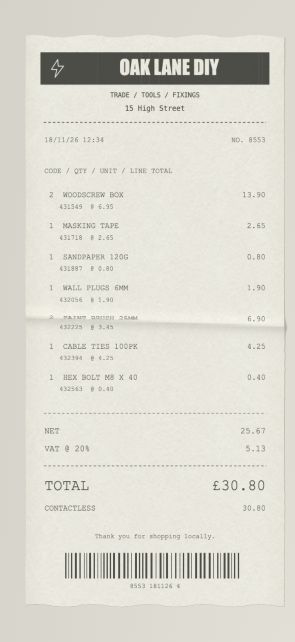 OAK LANE DIY
TRADE / TOOLS / FIXINGS
15 High Street
18/11/26 12:34 NO. 8553
CODE / QTY / UNIT / LINE TOTAL
2 WOODSCREW BOX 13.90
431549 @ 6.95
1 MASKING TAPE 2.65
431718 @ 2.65
1 SANDPAPER 120G 0.80
431887 @ 0.80
1 WALL PLUGS 6MM 1.90
432056 @ 1.90
2 PAINT BRUSH 25MM 6.90
432225 @ 3.45
1 CABLE TIES 100PK 4.25
432394 @ 4.25
1 HEX BOLT M8 X 40 0.40
432563 @ 0.40
NET 25.67
VAT @ 20% 5.13
TOTAL £30.80
CONTACTLESS 30.80
Thank you for shopping locally.
8553 181126 4